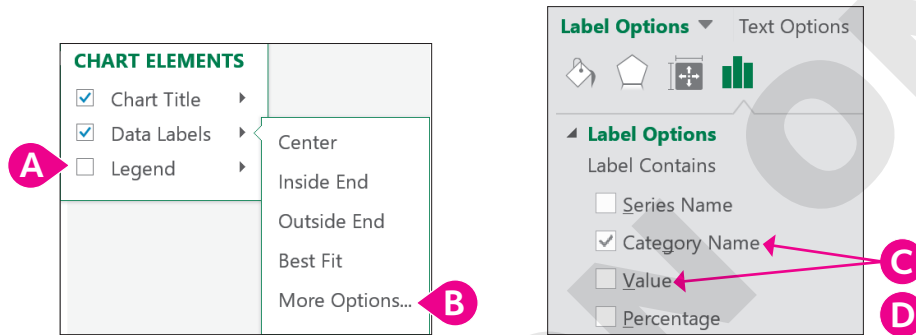 CHART ELEMENTS
Chart Title
Data Labels
Legend
A
Center
Inside End
Outside End
Best Fit
More Options...
B
Label Options Text Options
Label Options
Label Contains
Series Name
Category Name
Value
Percentage
C
D